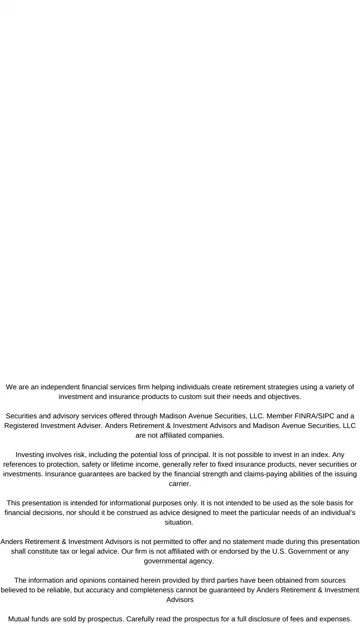 We are an independent financial services firm helping individuals create retirement strategies using a variety of
investment and insurance products to custom suit their needs and objectives.
Securities and advisory services offered through Madison Avenue Securities, LLC. Member FINRA/SIPC and a
Registered Investment Adviser. Anders Retirement & Investment Advisors and Madison Avenue Securities, LLC
are not affiliated companies.
Investing involves risk, including the potential loss of principal. It is not possible to invest in an index. Any
references to protection, safety or lifetime income, generally refer to fixed insurance products, never securities or
investments. Insurance guarantees are backed by the financial strength and claims-paying abilities of the issuing
carrier.
This presentation is intended for informational purposes only. It is not intended to be used as the sole basis for
financial decisions, nor should it be construed as advice designed to meet the particular needs of an individual's
situation.
Anders Retirement & Investment Advisors is not permitted to offer and no statement made during this presentation
shall constitute tax or legal advice. Our firm is not affiliated with or endorsed by the U.S. Government or any
governmental agency.
The information and opinions contained herein provided by third parties have been obtained from sources
believed to be reliable, but accuracy and completeness cannot be guaranteed by Anders Retirement & Investment
Advisors
Mutual funds are sold by prospectus. Carefully read the prospectus for a full disclosure of fees and expenses.